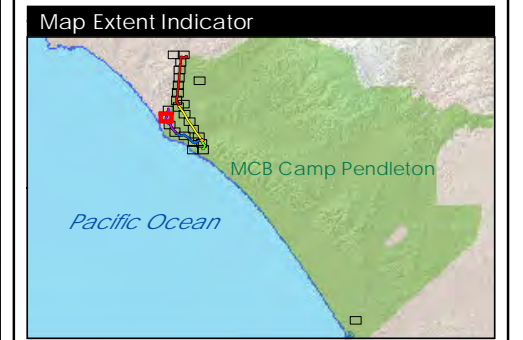 Map Extent Indicator
MCB Camp Pendleton
Pacific Ocean